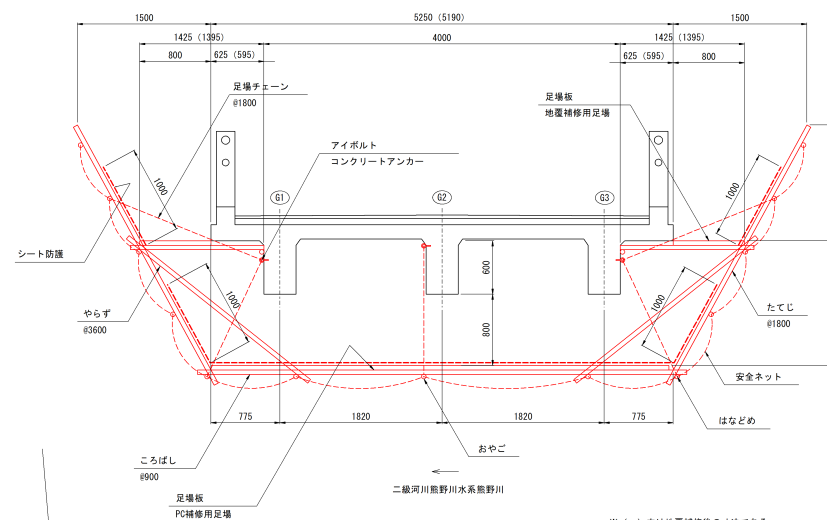 1500
5250 (5190)
1500
1425 (1395)
4000
1425 (1395)
800
625 (595)
625 (595)
800
足場チェーン
@1800
足場板
地覆補修用足場
アイボルト
コンクリートアンカー
1000
G1
G2
G3
1000
シート防護
600
1000
1000
やらず
@3600
たてじ
@1800
800
安全ネット
775
1820
1820
775
はなどめ
おやご
ころばし
@900
二級河川熊野川水系熊野川
足場板
PC補修用足場